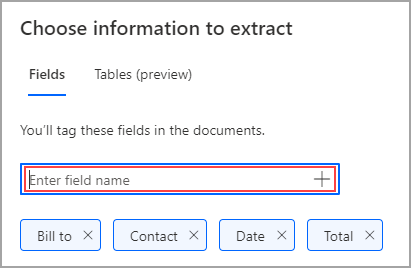 Choose information to extract
Fields Tables (preview)
You'll tag these fields in the documents.
Enter field name
Bill to Contact Date Total